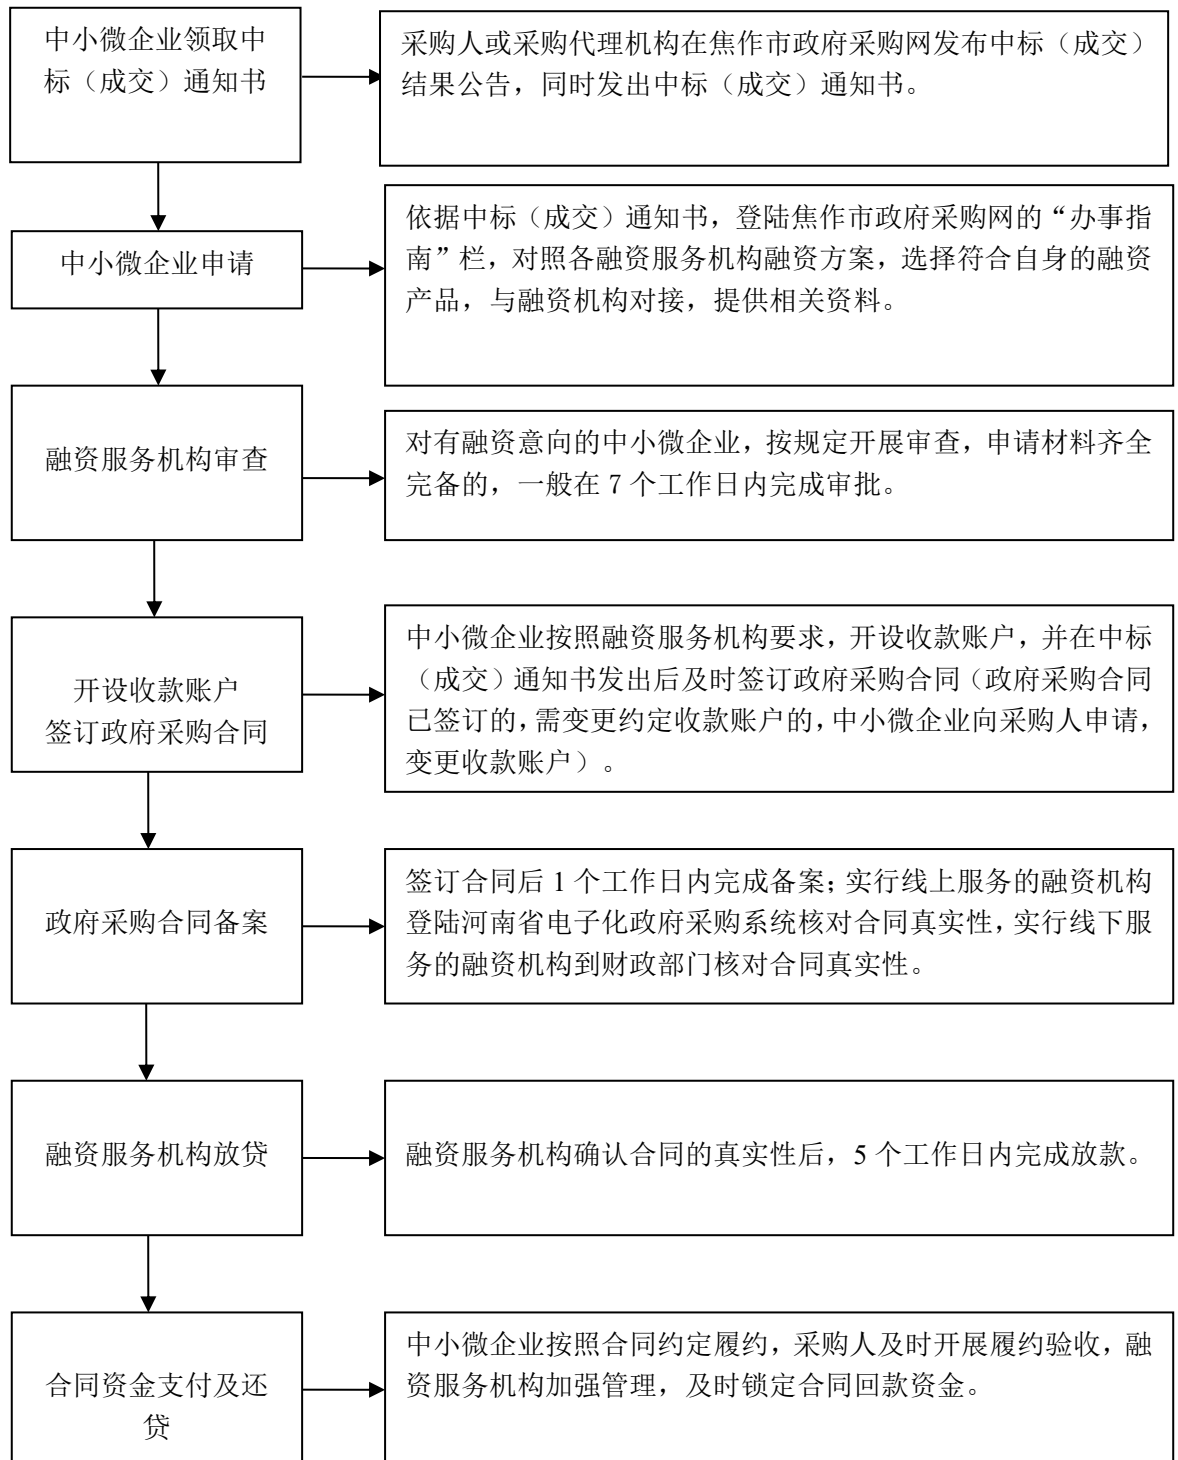 中小微企业领取中
标（成交）通知书
采购人或采购代理机构在焦作市政府采购网发布中标（成交）
结果公告，同时发出中标（成交）通知书。
中小微企业申请
依据中标（成交）通知书，登陆焦作市政府采购网的“办事指
南”栏，对照各融资服务机构融资方案，选择符合自身的融资
产品，与融资机构对接，提供相关资料。
融资服务机构审查
对有融资意向的中小微企业，按规定开展审查，申请材料齐全
完备的，一般在 7 个工作日内完成审批。
开设收款账户
签订政府采购合同
中小微企业按照融资服务机构要求，开设收款账户，并在中标
（成交）通知书发出后及时签订政府采购合同（政府采购合同
已签订的，需变更约定收款账户的，中小微企业向采购人申请，
变更收款账户）。
政府采购合同备案
签订合同后 1 个工作日内完成备案；实行线上服务的融资机构
登陆河南省电子化政府采购系统核对合同真实性，实行线下服
务的融资机构到财政部门核对合同真实性。
融资服务机构放贷
融资服务机构确认合同的真实性后，5 个工作日内完成放款。
合同资金支付及还
贷
中小微企业按照合同约定履约，采购人及时开展履约验收，融
资服务机构加强管理，及时锁定合同回款资金。